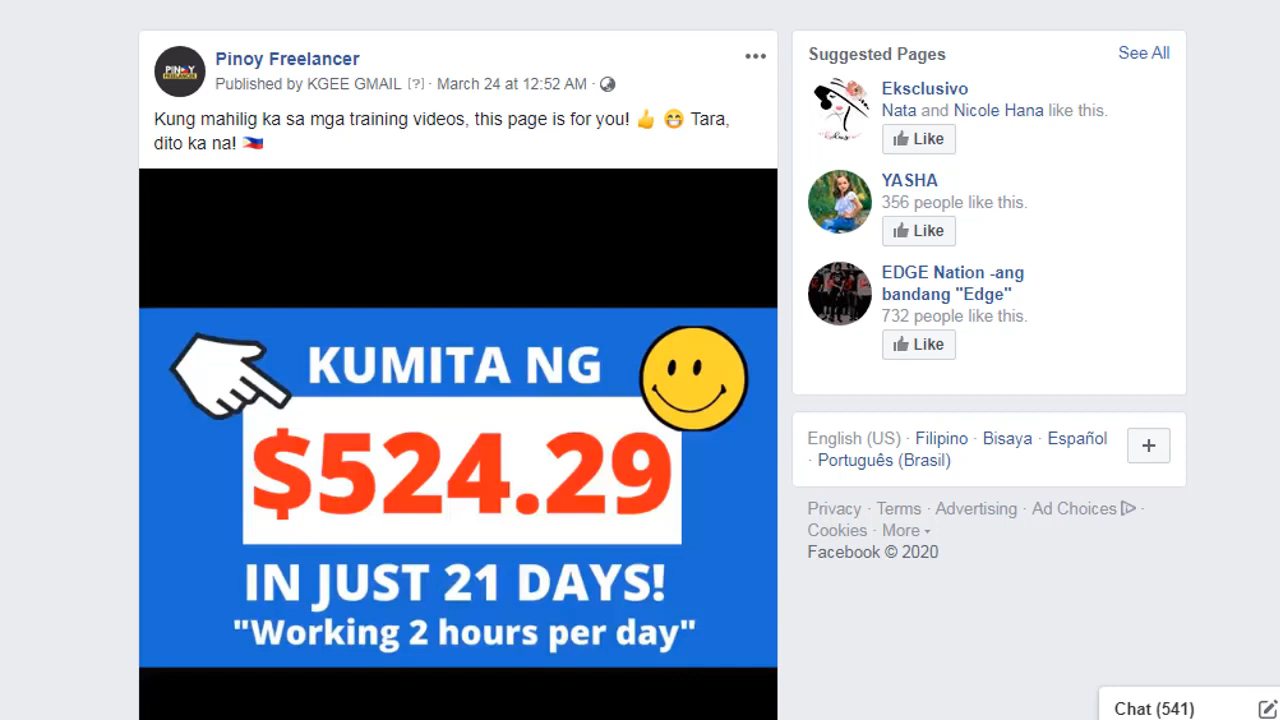 Pinoy Freelancer
Published by KGEE GMAIL [?] · March 24 at 12:52 AM ·
Kung mahilig ka sa mga training videos, this page is for you! 👍 😁 Tara,
dito ka na! 🇵🇭
PINOY
FREELANCER
KUMITA NG
$524.29
IN JUST 21 DAYS!
"Working 2 hours per day"
Suggested Pages
See All
Eksclusivo
Nata and Nicole Hana like this.
Like
YASHA
356 people like this.
Like
EDGE Nation -ang
bandang "Edge"
732 people like this.
Like
English (US) · Filipino · Bisaya · Español
· Português (Brasil)
+
Privacy · Terms · Advertising · Ad Choices ·
Cookies · More
Facebook © 2020
Chat (541)